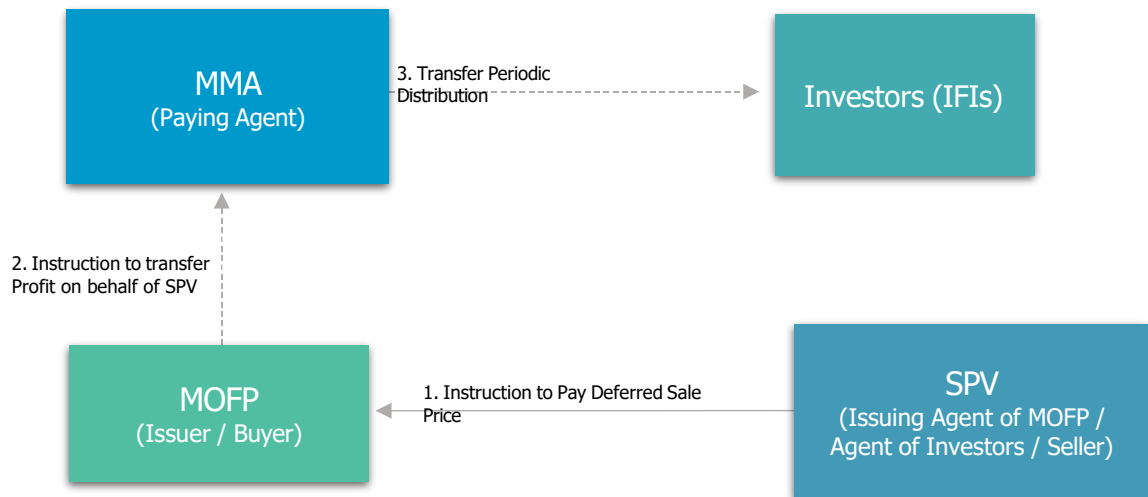 MMA
(Paying Agent)
3. Transfer Periodic
Distribution
Investors (IFIs)
2. Instruction to transfer
Profit on behalf of SPV
MOFP
(Issuer / Buyer)
1. Instruction to Pay Deferred Sale
Price
SPV
(Issuing Agent of MOFP /
Agent of Investors / Seller)